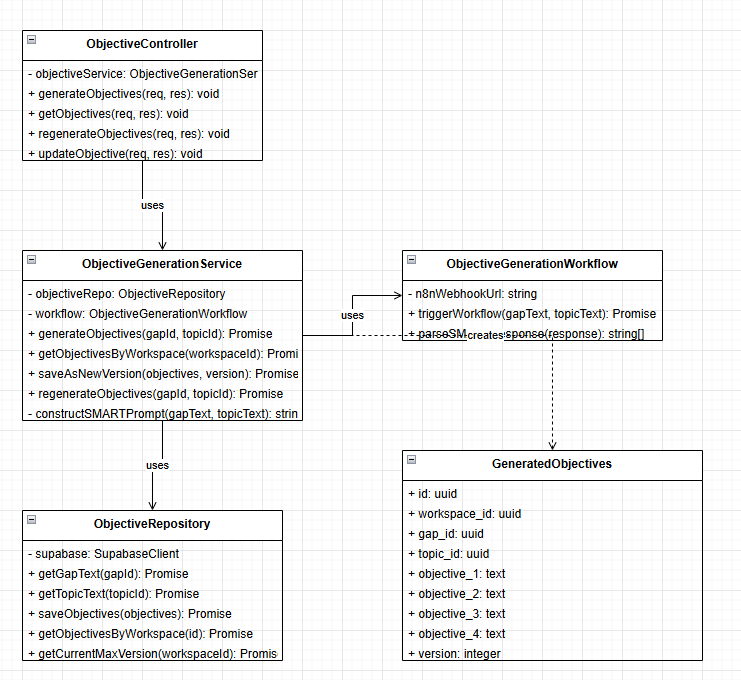 ObjectiveController
- objectiveService: ObjectiveGenerationSer
+ generateObjectives(req, res): void
+ getObjectives(req, res): void
+ regenerateObjectives(req, res): void
+ updateObjective(req, res): void
uses
ObjectiveGenerationService
- objectiveRepo: ObjectiveRepository
- workflow: ObjectiveGenerationWorkflow
+ generateObjectives(gapId, topicId): Promise
+ getObjectivesByWorkspace(workspaceId): Promi
+ saveAsNewVersion(objectives, version): Promise
+ regenerateObjectives(gapId, topicId): Promise
- constructSMARTPrompt(gapText, topicText): strin
uses
ObjectiveGenerationWorkflow
- n8nWebhookUrl: string
+ triggerWorkflow(gapText, topicText): Promise
+ parseSM sponse(response): string[]
creates
uses
ObjectiveRepository
- supabase: SupabaseClient
+ getGapText(gapId): Promise
+ getTopicText(topicId): Promise
+ saveObjectives(objectives): Promise
+ getObjectivesByWorkspace(id): Promise
+ getCurrentMaxVersion(workspaceId): Promis
GeneratedObjectives
+ id: uuid
+ workspace_id: uuid
+ gap_id: uuid
+ topic_id: uuid
+ objective_1: text
+ objective_2: text
+ objective_3: text
+ objective_4: text
+ version: integer